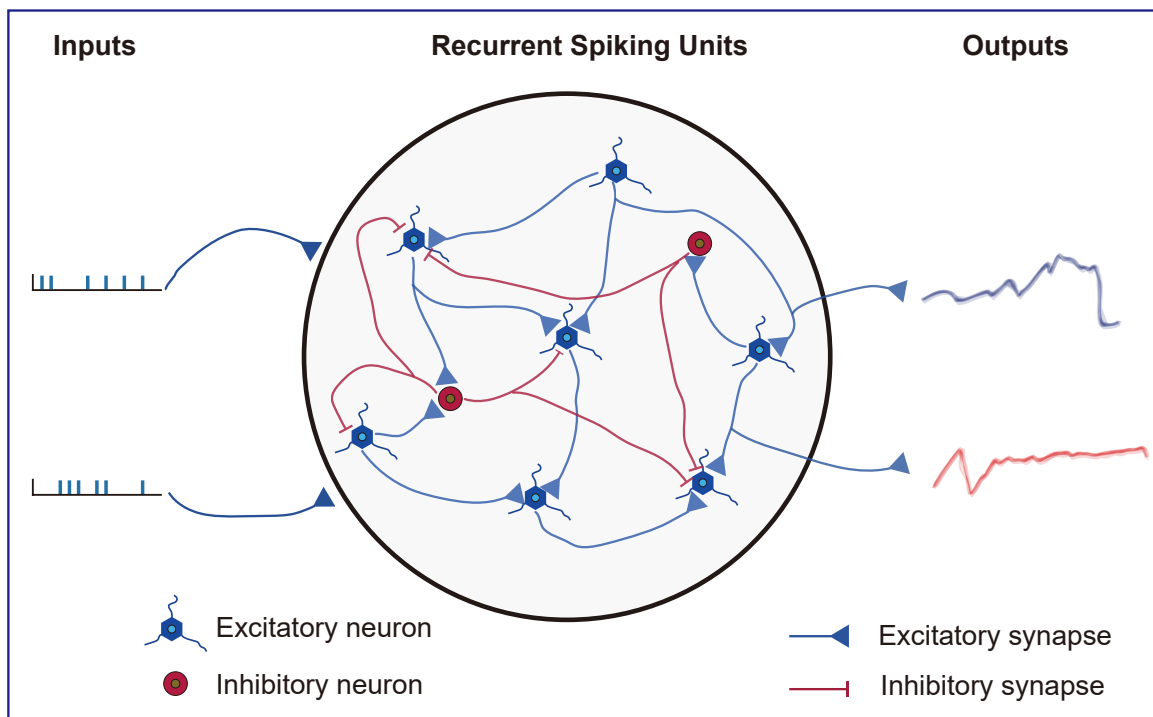 Inputs
Recurrent Spiking Units
Outputs
Excitatory neuron
Excitatory synapse
Inhibitory neuron
Inhibitory synapse